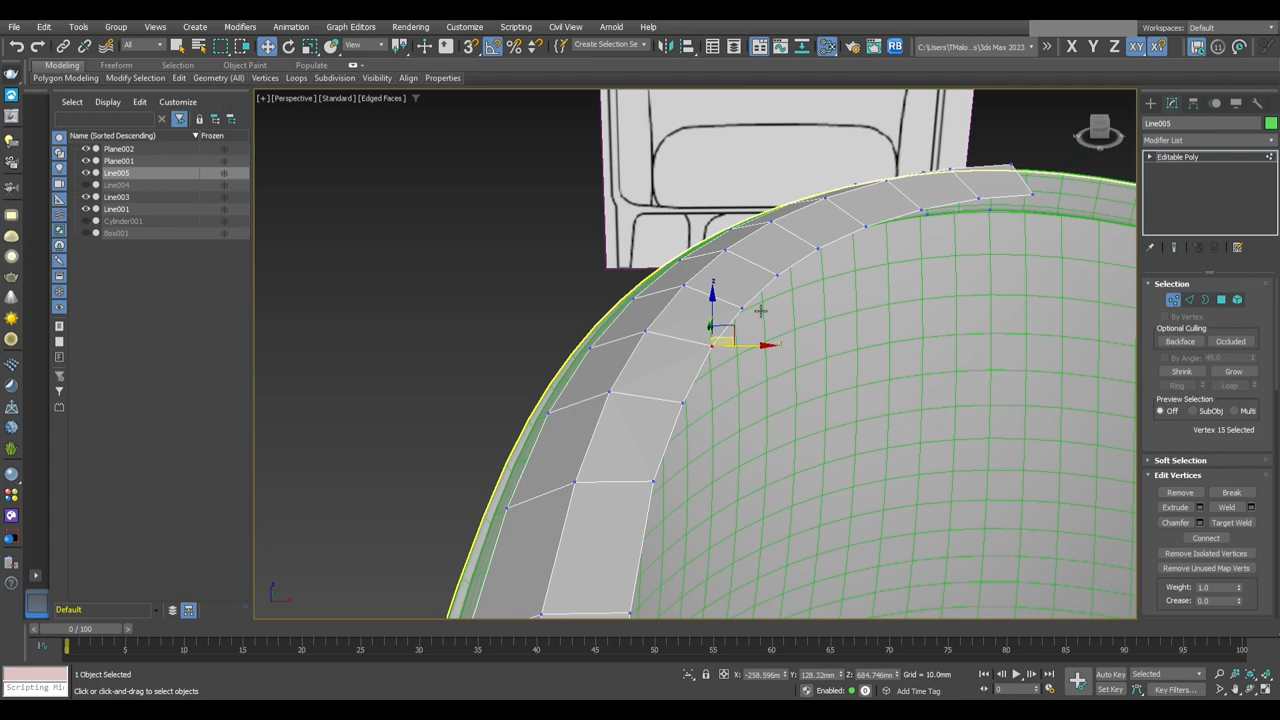 File Edit Tools Group Views Create Modifiers Animation Graph Editors Rendering Customize Scripting Civil View Arnold Help
Workspaces: Default
All View Create Selection Se C:\Users\TMalo...s\3ds Max 2023 X Y Z XY XY RB
Modeling Freeform Selection Object Paint Populate
Polygon Modeling Modify Selection Edit Geometry (All) Vertices Loops Subdivision Visibility Align Properties
Select Display Edit Customize
[+] [Perspective] [Standard] [Edged Faces]
Name (Sorted Descending) Frozen
Plane002
Plane001
Line005
Line004
Line003
Line001
Cylinder001
Box001
Line005
Modifier List
Editable Poly
Selection
By Vertex
Optional Culling
Backface Occluded
By Angle: 45.0
Shrink Grow
Ring Loop
Preview Selection
Off SubObj Multi
Vertex 15 Selected
Soft Selection
Edit Vertices
Remove Break
Extrude Weld
Chamfer Target Weld
Connect
Remove Isolated Vertices
Remove Unused Map Verts
Weight: 1.0
Crease: 0.0
Default
0 / 100
0 5 10 15 20 25 30 35 40 45 50 55 60 65 70 75 80 85 90 95 100
1 Object Selected
Scripting Mi
Click or click-and-drag to select objects
X: -258.596m Y: 128.32mm Z: 684.746m Grid = 10.0mm
Enabled: Add Time Tag
0
Auto Key Selected
Set Key Key Filters...